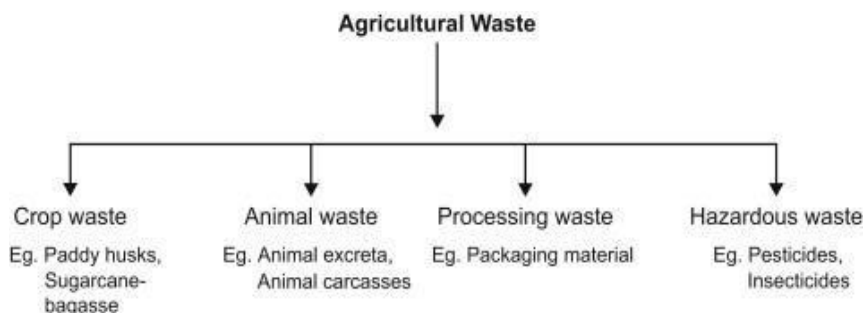 Agricultural Waste
Crop waste
Eg. Paddy husks,
Sugarcane-
bagasse
Animal waste
Eg. Animal excreta,
Animal carcasses
Processing waste
Eg. Packaging material
Hazardous waste
Eg. Pesticides,
Insecticides